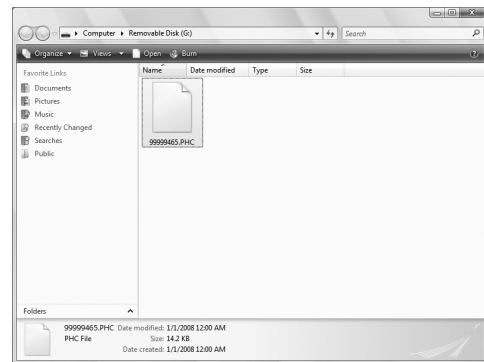 Computer ▸ Removable Disk (G:)
Search
Organize Views Open Burn
Favorite Links
Name Date modified Type Size
Documents
Pictures
Music
Recently Changed
Searches
Public
99999465.PHC
Folders
99999465.PHC Date modified: 1/1/2008 12:00 AM
PHC File Size: 14.2 KB
Date created: 1/1/2008 12:00 AM